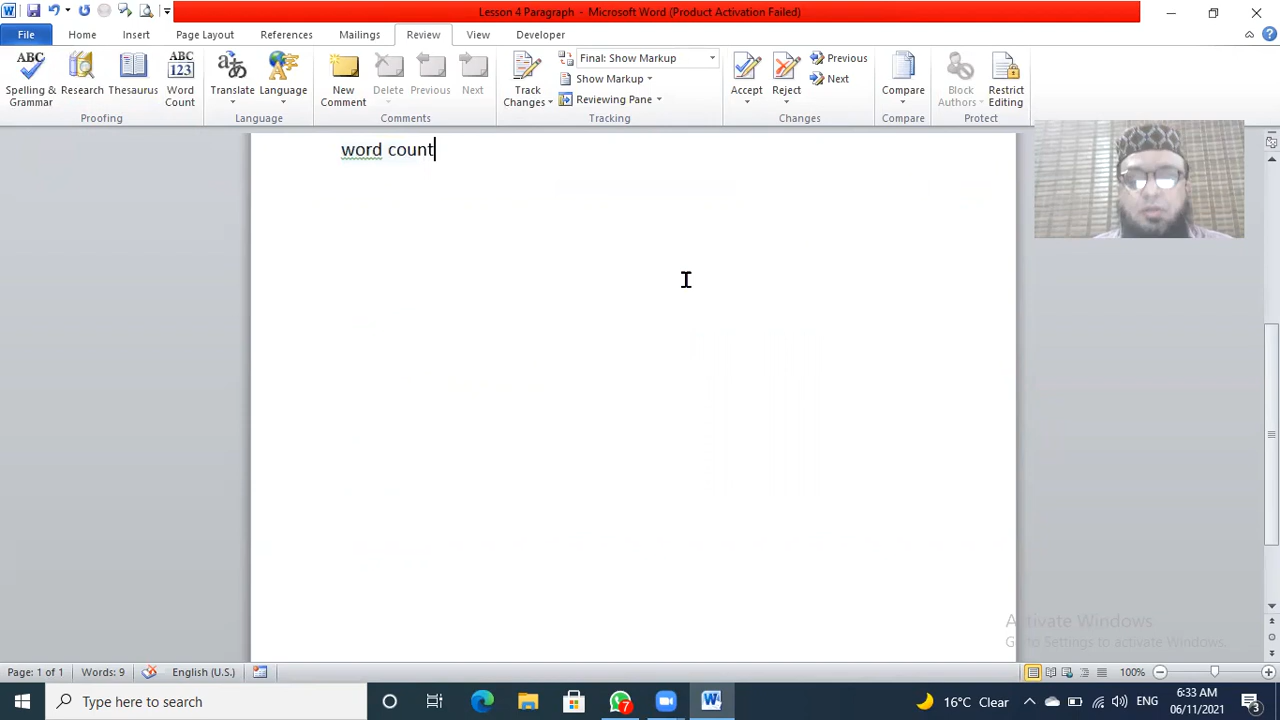 Lesson 4 Paragraph - Microsoft Word (Product Activation Failed)
File Home Insert Page Layout References Mailings Review View Developer
Spelling & Grammar
Research
Thesaurus
Word Count
Translate
Language
New Comment
Delete
Previous
Next
Track Changes
Final: Show Markup
Show Markup
Reviewing Pane
Accept
Reject
Previous
Next
Compare
Block Authors
Restrict Editing
Proofing Language Comments Tracking Changes Compare Protect
word count
Activate Windows
Go to Settings to activate Windows.
Page: 1 of 1 Words: 9 English (U.S.) 100%
Type here to search
7
16°C Clear
ENG
6:33 AM
06/11/2021
3